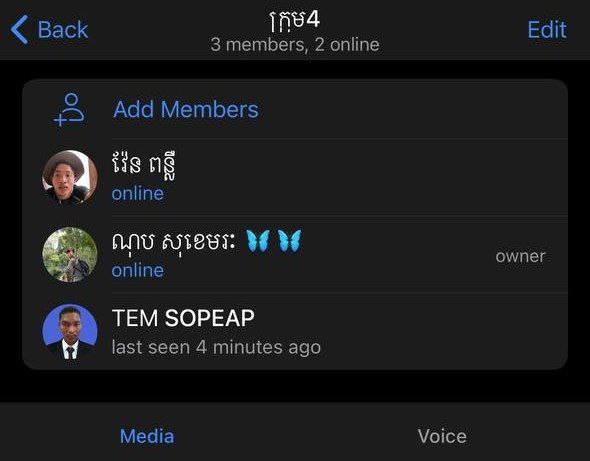 Back
ក្រុម4
Edit
3 members, 2 online
Add Members
វ៉ែន ពន្លឺ
online
ណុប សុខេមរះ 🦋 🦋
online
owner
TEM SOPEAP
last seen 4 minutes ago
Media
Voice